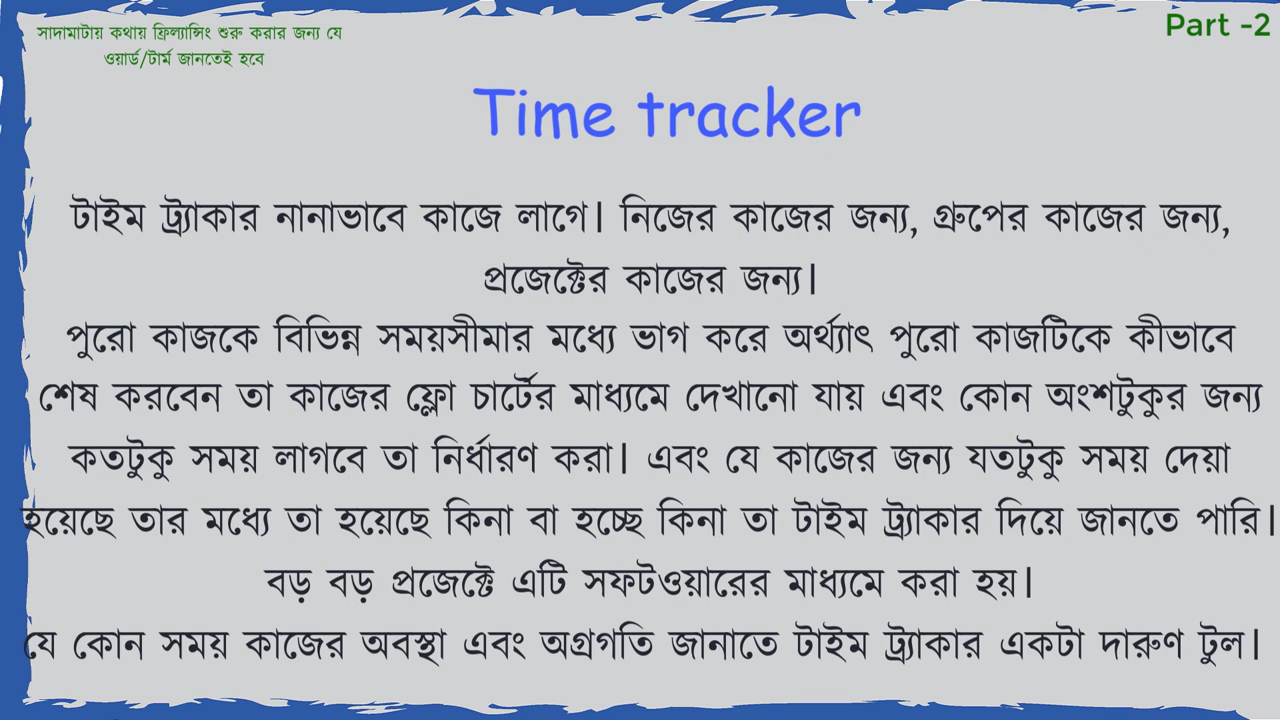 সাদামাটায় কথায় ফ্রিল্যান্সিং শুরু করার জন্য যে
ওয়ার্ড/টার্ম জানতেই হবে
Part -2
Time tracker
টাইম ট্র্যাকার নানাভাবে কাজে লাগে। নিজের কাজের জন্য, গ্রুপের কাজের জন্য,
প্রজেক্টের কাজের জন্য।
পুরো কাজকে বিভিন্ন সময়সীমার মধ্যে ভাগ করে অর্থ্যাৎ পুরো কাজটিকে কীভাবে
শেষ করবেন তা কাজের ফ্লো চার্টের মাধ্যমে দেখানো যায় এবং কোন অংশটুকুর জন্য
কতটুকু সময় লাগবে তা নির্ধারণ করা। এবং যে কাজের জন্য যতটুকু সময় দেয়া
হয়েছে তার মধ্যে তা হয়েছে কিনা বা হচ্ছে কিনা তা টাইম ট্র্যাকার দিয়ে জানতে পারি।
বড় বড় প্রজেক্টে এটি সফটওয়ারের মাধ্যমে করা হয়।
যে কোন সময় কাজের অবস্থা এবং অগ্রগতি জানাতে টাইম ট্র্যাকার একটা দারুণ টুল।